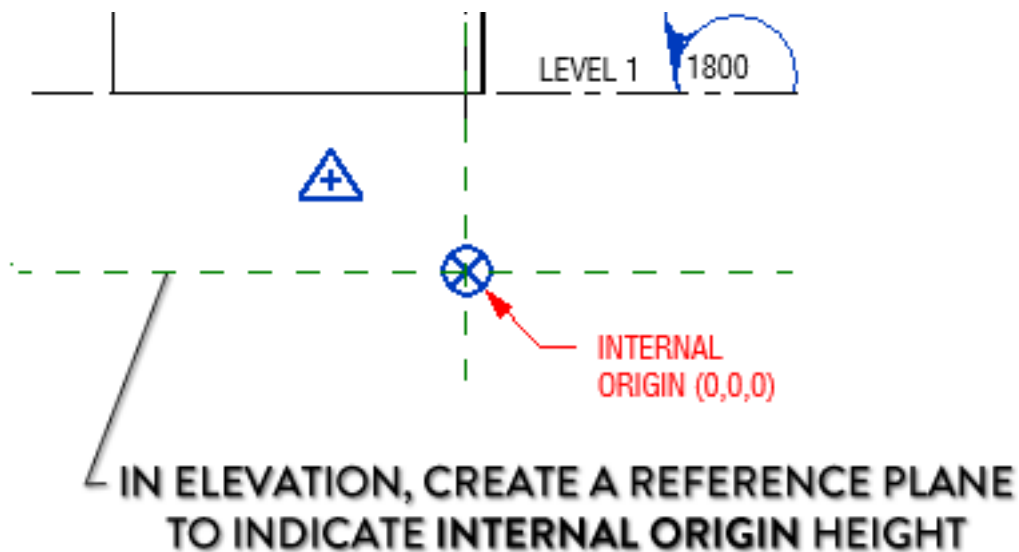 LEVEL 1 1800
INTERNAL
ORIGIN (0,0,0)
IN ELEVATION, CREATE A REFERENCE PLANE
TO INDICATE INTERNAL ORIGIN HEIGHT